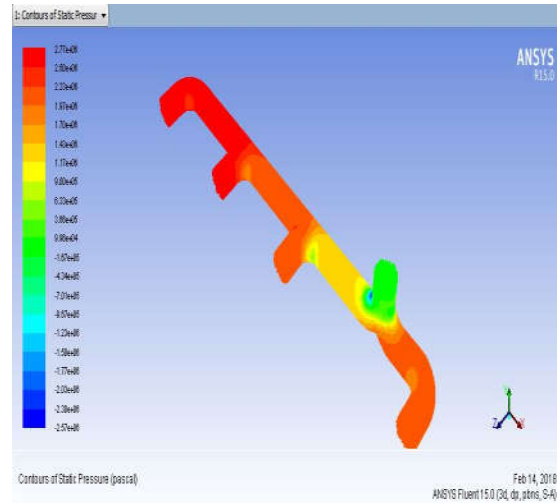 1: Contours of Static Pressur
ANSYS
R15.0
2.77e+06
2.50e+06
2.23e+06
1.97e+06
1.70e+06
1.43e+06
1.17e+06
9.00e+05
6.33e+05
3.66e+05
9.98e+04
-1.67e+05
-4.34e+05
-7.01e+05
-9.67e+05
-1.23e+06
-1.50e+06
-1.77e+06
-2.03e+06
-2.30e+06
-2.57e+06
Y
Z
X
Contours of Static Pressure (pascal)
Feb 14, 2018
ANSYS Fluent 15.0 (3d, dp, pbns, S-A)